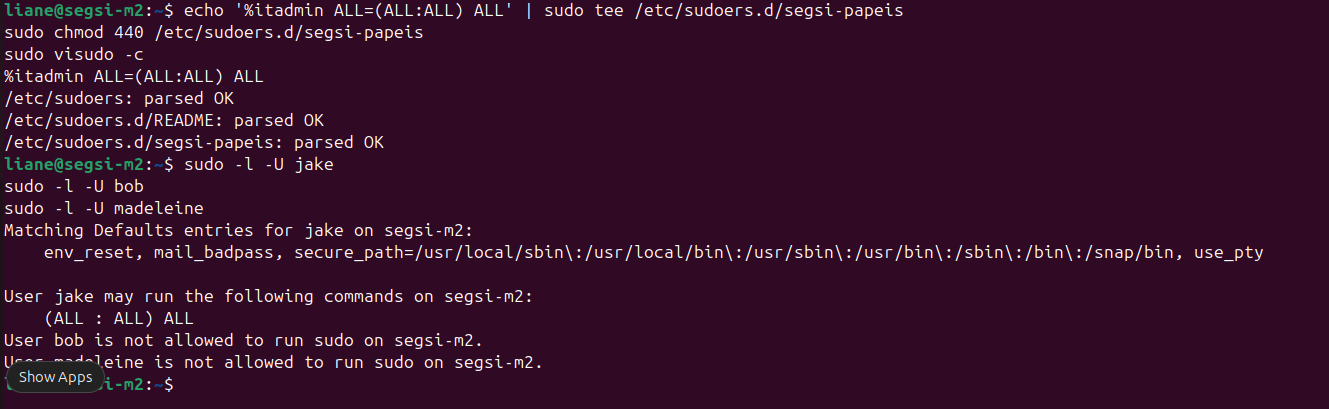 liane@segsi-m2:~$ echo '%itadmin ALL=(ALL:ALL) ALL' | sudo tee /etc/sudoers.d/segsi-papeis
sudo chmod 440 /etc/sudoers.d/segsi-papeis
sudo visudo -c
%itadmin ALL=(ALL:ALL) ALL
/etc/sudoers: parsed OK
/etc/sudoers.d/README: parsed OK
/etc/sudoers.d/segsi-papeis: parsed OK
liane@segsi-m2:~$ sudo -l -U jake
sudo -l -U bob
sudo -l -U madeleine
Matching Defaults entries for jake on segsi-m2:
    env_reset, mail_badpass, secure_path=/usr/local/sbin\:/usr/local/bin\:/usr/sbin\:/usr/bin\:/sbin\:/bin\:/snap/bin, use_pty
User jake may run the following commands on segsi-m2:
    (ALL : ALL) ALL
User bob is not allowed to run sudo on segsi-m2.
User madeleine is not allowed to run sudo on segsi-m2.
Show Apps
-m2:~$